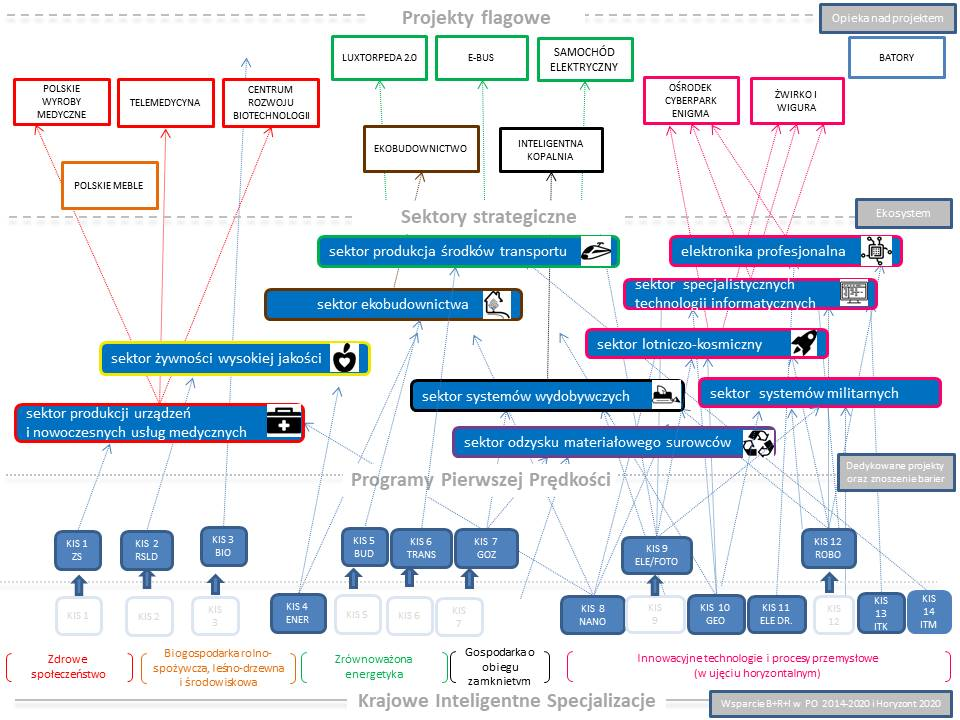 Projekty flagowe
Opieka nad projektem
LUXTORPEDA 2.0
E-BUS
SAMOCHÓD
ELEKTRYCZNY
BATORY
POLSKIE
WYROBY
MEDYCZNE
TELEMEDYCYNA
CENTRUM
ROZWOJU
BIOTECHNOLOGII
OŚRODEK
CYBERPARK
ENIGMA
ŻWIRKO I
WIGURA
EKOBUDOWNICTWO
INTELIGENTNA
KOPALNIA
POLSKIE MEBLE
Sektory strategiczne
Ekosystem
sektor produkcja środków transportu
elektronika profesjonalna
sektor specjalistycznych
technologii informatycznych
sektor ekobudownictwa
sektor lotniczo-kosmiczny
sektor żywności wysokiej jakości
sektor systemów wydobywczych
sektor systemów militarnych
sektor produkcji urządzeń
i nowoczesnych usług medycznych
sektor odzysku materiałowego surowców
Programy Pierwszej Prędkości
Dedykowane projekty
oraz znoszenie barier
KIS 1
ZS
KIS 2
RSLD
KIS 3
BIO
KIS 5
BUD
KIS 6
TRANS
KIS 7
GOZ
KIS 9
ELE/FOTO
KIS 12
ROBO
KIS 1
KIS 2
KIS
3
KIS 4
ENER
KIS 5
KIS 6
KIS
7
KIS 8
NANO
KIS
9
KIS 10
GEO
KIS 11
ELE DR.
KIS
12
KIS
13
ITK
KIS
14
ITM
Zdrowe
społeczeństwo
Biogospodarka rolno-
spożywcza, leśno-drzewna
i środowiskowa
Zrównoważona
energetyka
Gospodarka o
obiegu
zamkniętym
Innowacyjne technologie i procesy przemysłowe
(w ujęciu horyzontalnym)
Krajowe Inteligentne Specjalizacje
Wsparcie B+R+I w PO 2014-2020 i Horyzont 2020